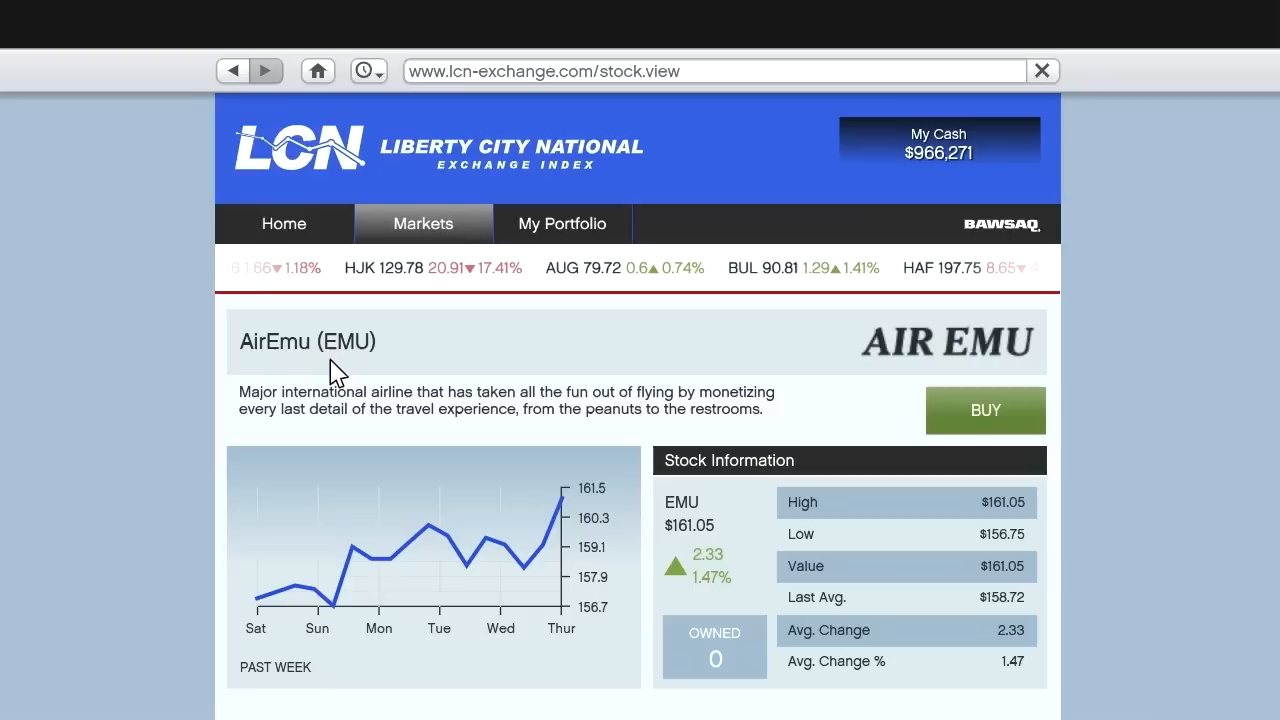 www.lcn-exchange.com/stock.view
LCN LIBERTY CITY NATIONAL
EXCHANGE INDEX
My Cash
$966,271
Home Markets My Portfolio BAWSAQ
6 1.66▼1.18% HJK 129.78 20.91▼17.41% AUG 79.72 0.6▲0.74% BUL 90.81 1.29▲1.41% HAF 197.75 8.65▼4
AirEmu (EMU) AIR EMU
Major international airline that has taken all the fun out of flying by monetizing
every last detail of the travel experience, from the peanuts to the restrooms.
BUY
161.5
160.3
159.1
157.9
156.7
Sat Sun Mon Tue Wed Thur
PAST WEEK
Stock Information
EMU
$161.05
▲ 2.33
1.47%
OWNED
0
High $161.05
Low $156.75
Value $161.05
Last Avg. $158.72
Avg. Change 2.33
Avg. Change % 1.47